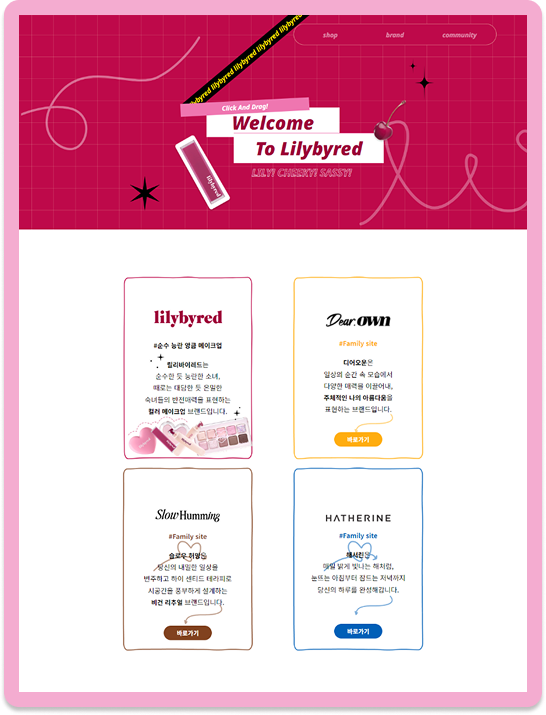 shop brand community
lilybyred lilybyred lilybyred lilybyred lilybyred
Click And Drog!
Welcome
To Lilybyred
LILY! CHEEKY! SASSY!
lilybyred
lilybyred
#순수 능란 앙큼 메이크업
릴리바이레드는
순수한 듯 능란한 소녀,
때로는 대담한 듯 은밀한
숙녀들의 반전매력을 표현하는
컬러 메이크업 브랜드입니다.
Dear. own
#Family site
디어오운은
일상의 순간 속 모습에서
다양한 매력을 이끌어내,
주체적인 나의 아름다움을
표현하는 브랜드입니다.
바로가기
Slow Humming
#Family site
슬로우 허밍은
당신의 내밀한 일상을
변주하고 하이 센티드 테라피로
시공간을 풍부하게 설계하는
비건 리추얼 브랜드입니다.
바로가기
HATHERINE
#Family site
해서린은
매일 밝게 빛나는 해처럼,
눈뜨는 아침부터 잠드는 저녁까지
당신의 하루를 완성해갑니다.
바로가기